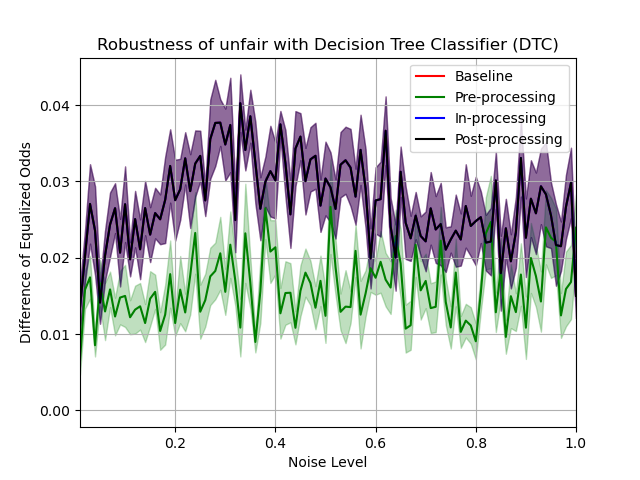 Robustness of unfair with Decision Tree Classifier (DTC)
Difference of Equalized Odds
0.04
0.03
0.02
0.01
0.00
Baseline
Pre-processing
In-processing
Post-processing
0.2 0.4 0.6 0.8 1.0
Noise Level